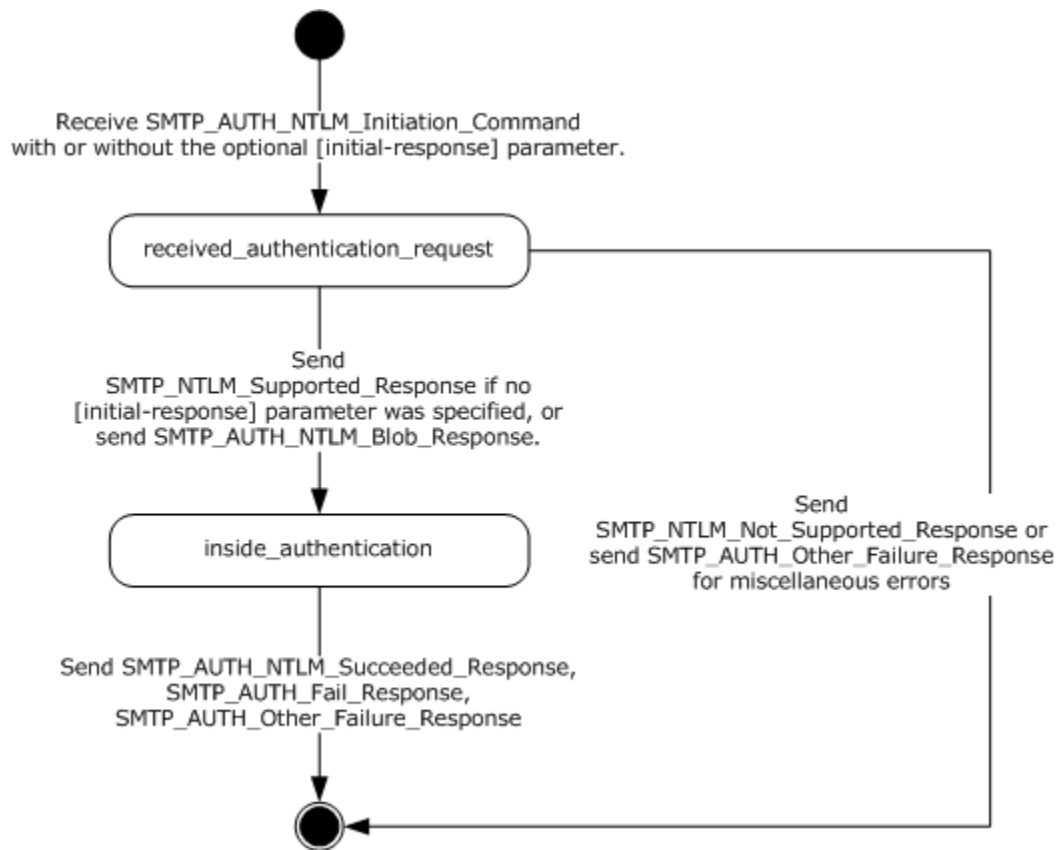 Receive SMTP_AUTH_NTLM_Initiation_Command
with or without the optional [initial-response] parameter.
received_authentication_request
Send
SMTP_NTLM_Supported_Response if no
[initial-response] parameter was specified, or
send SMTP_AUTH_NTLM_Blob_Response.
Send
SMTP_NTLM_Not_Supported_Response or
send SMTP_AUTH_Other_Failure_Response
for miscellaneous errors
inside_authentication
Send SMTP_AUTH_NTLM_Succeeded_Response,
SMTP_AUTH_Fail_Response,
SMTP_AUTH_Other_Failure_Response